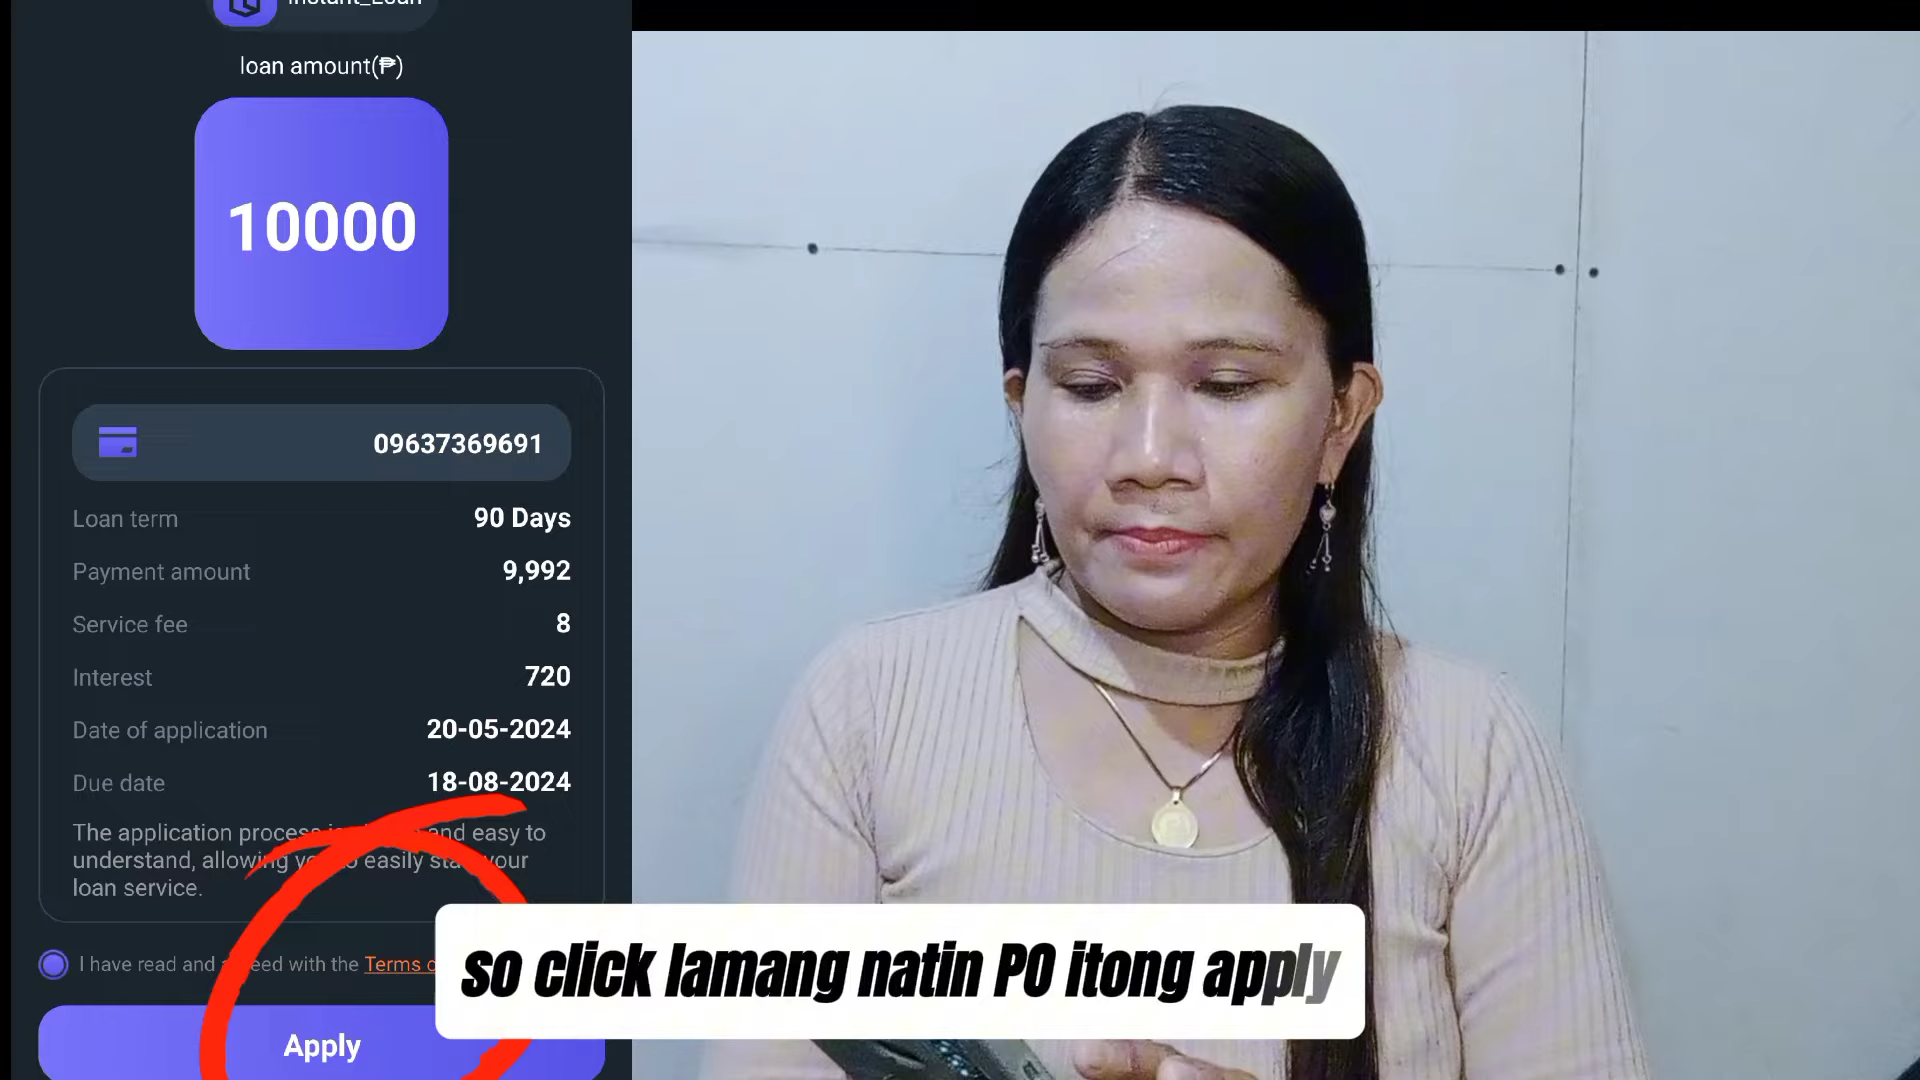 Instant_Loan
loan amount(₱)
10000
09637369691
Loan term 90 Days
Payment amount 9,992
Service fee 8
Interest 720
Date of application 20-05-2024
Due date 18-08-2024
The application process and easy to
understand, allowing to easily your
loan service.
I have read and the Terms
so click lamang natin PO itong apply
Apply